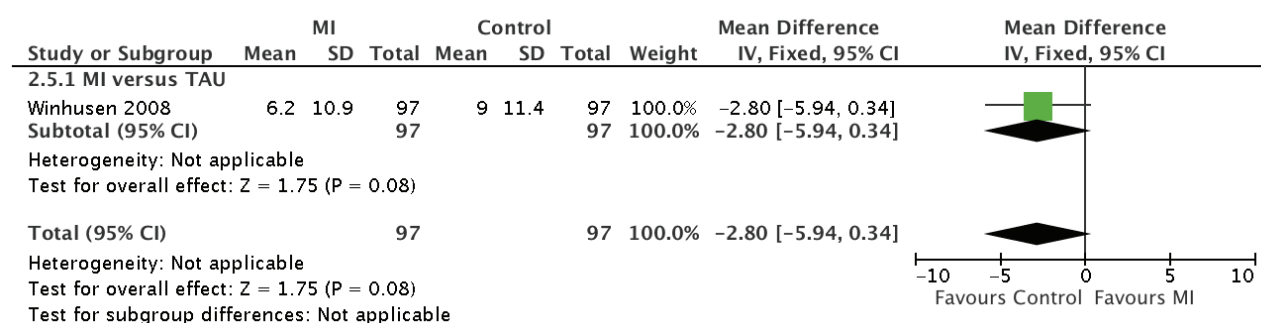 MI Control Mean Difference Mean Difference
Study or Subgroup Mean SD Total Mean SD Total Weight IV, Fixed, 95% CI IV, Fixed, 95% CI
2.5.1 MI versus TAU
Winhusen 2008 6.2 10.9 97 9 11.4 97 100.0% −2.80 [−5.94, 0.34]
Subtotal (95% CI) 97 97 100.0% −2.80 [−5.94, 0.34]
Heterogeneity: Not applicable
Test for overall effect: Z = 1.75 (P = 0.08)
Total (95% CI) 97 97 100.0% −2.80 [−5.94, 0.34]
Heterogeneity: Not applicable
Test for overall effect: Z = 1.75 (P = 0.08)
Test for subgroup differences: Not applicable
−10 −5 0 5 10
Favours Control Favours MI